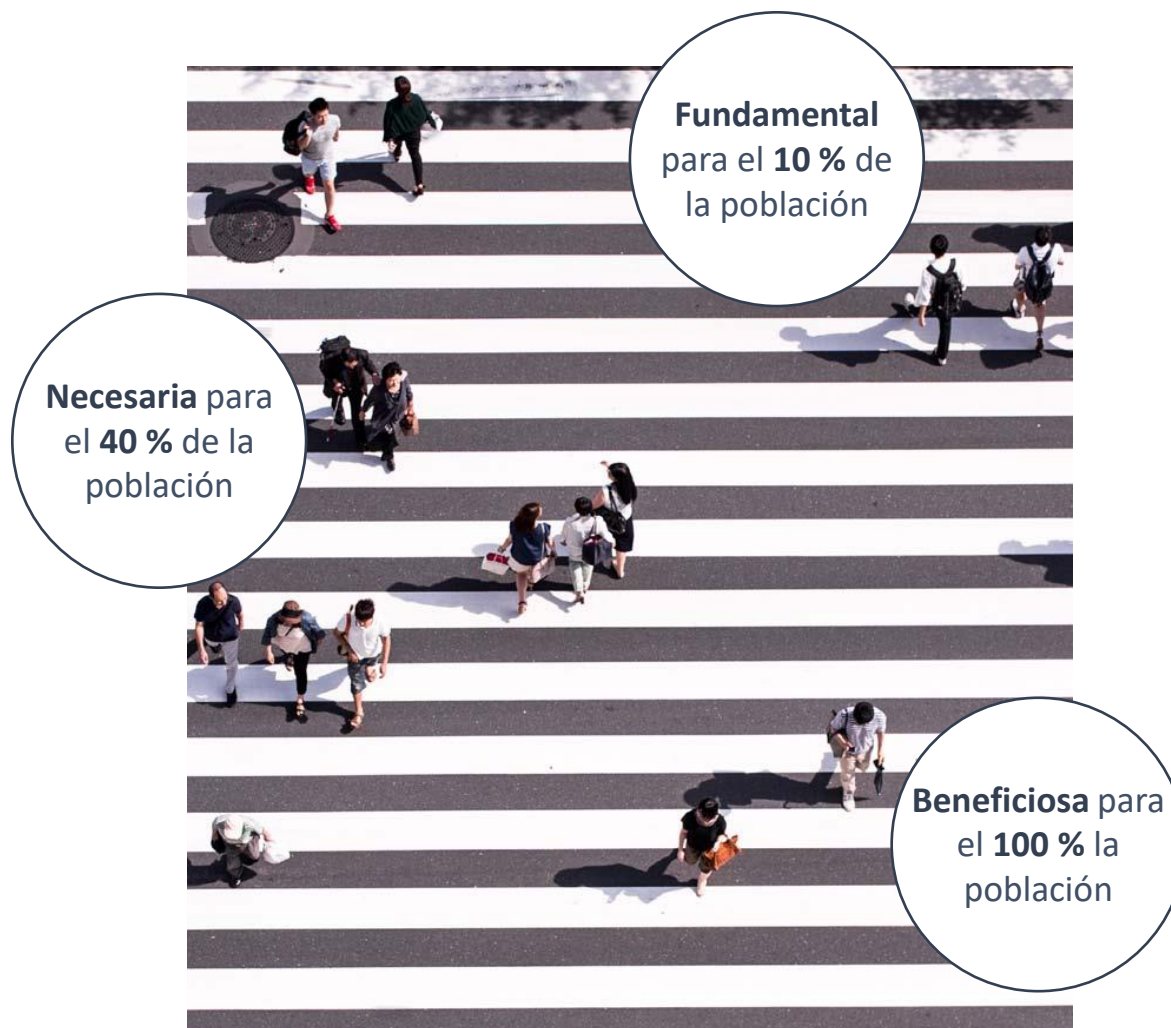 Fundamental
para el 10 % de
la población
Necesaria para
el 40 % de la
población
Beneficiosa para
el 100 % la
población